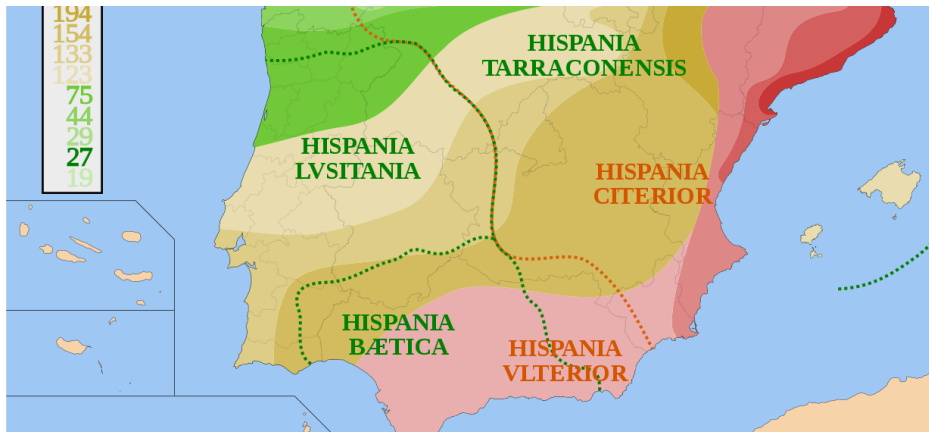 194
154
133
123
75
44
29
27
19
HISPANIA
TARRACONENSIS
HISPANIA
LVSITANIA
HISPANIA
CITERIOR
HISPANIA
BÆTICA
HISPANIA
VLTERIOR